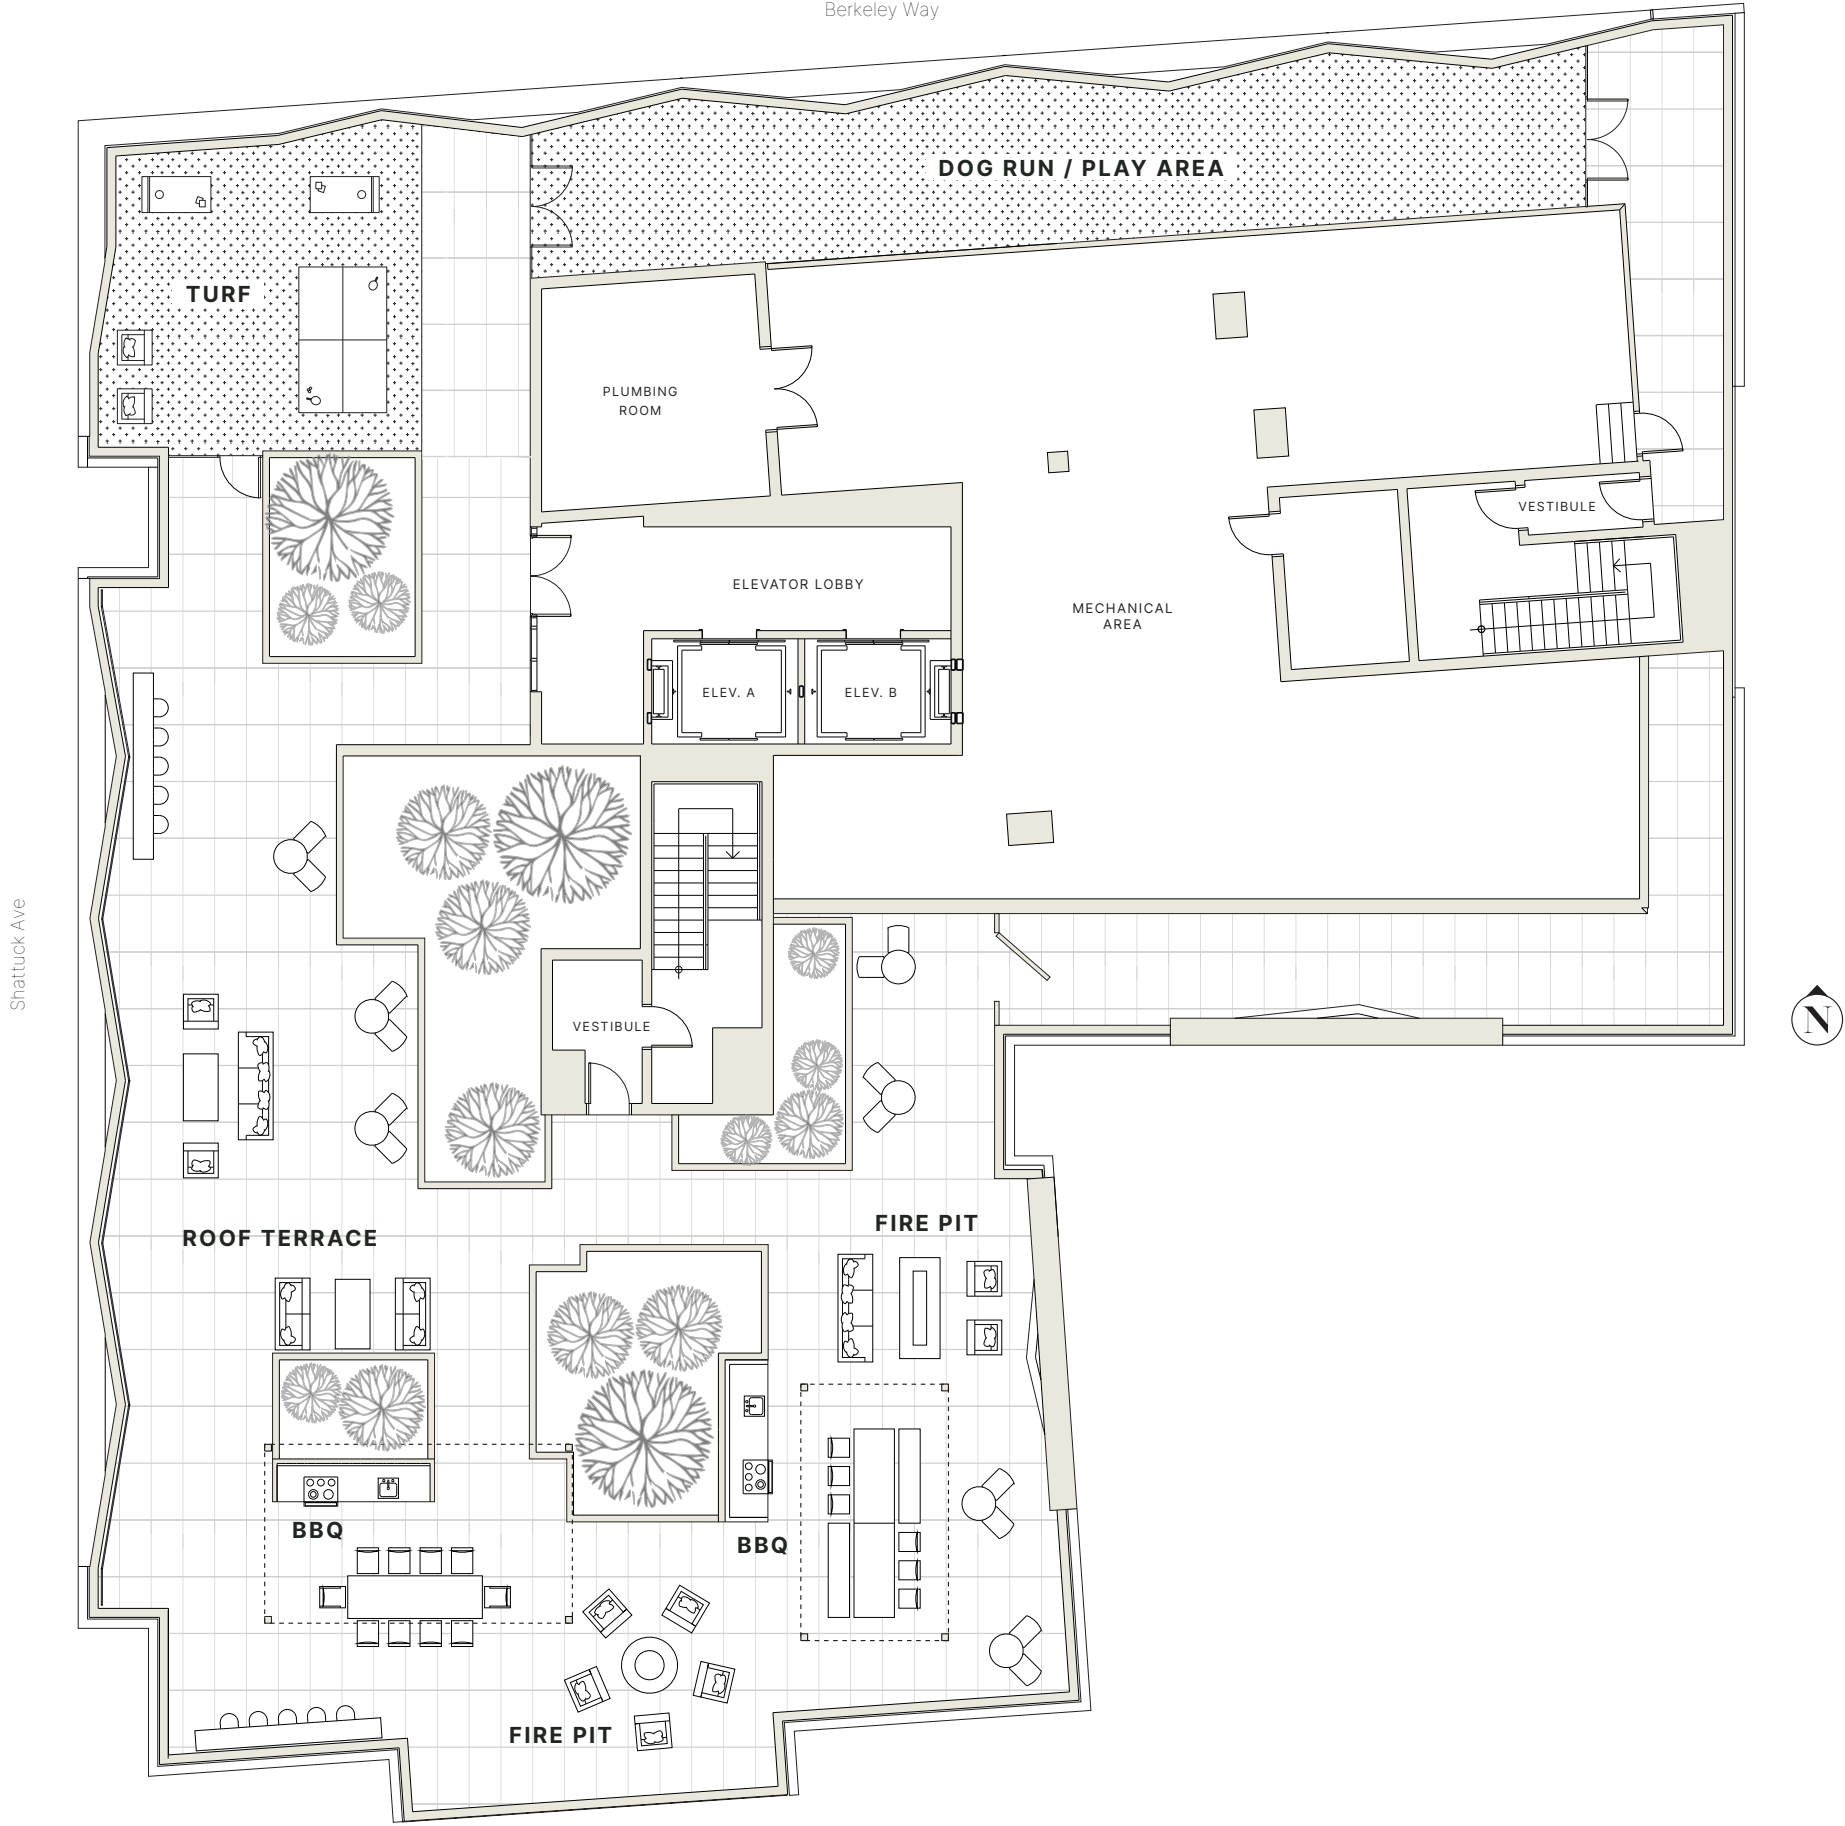 Berkeley Way
DOG RUN / PLAY AREA
TURF
PLUMBING
ROOM
VESTIBULE
ELEVATOR LOBBY
MECHANICAL
AREA
ELEV. A
ELEV. B
Shattuck Ave
N
VESTIBULE
FIRE PIT
ROOF TERRACE
BBQ
BBQ
FIRE PIT